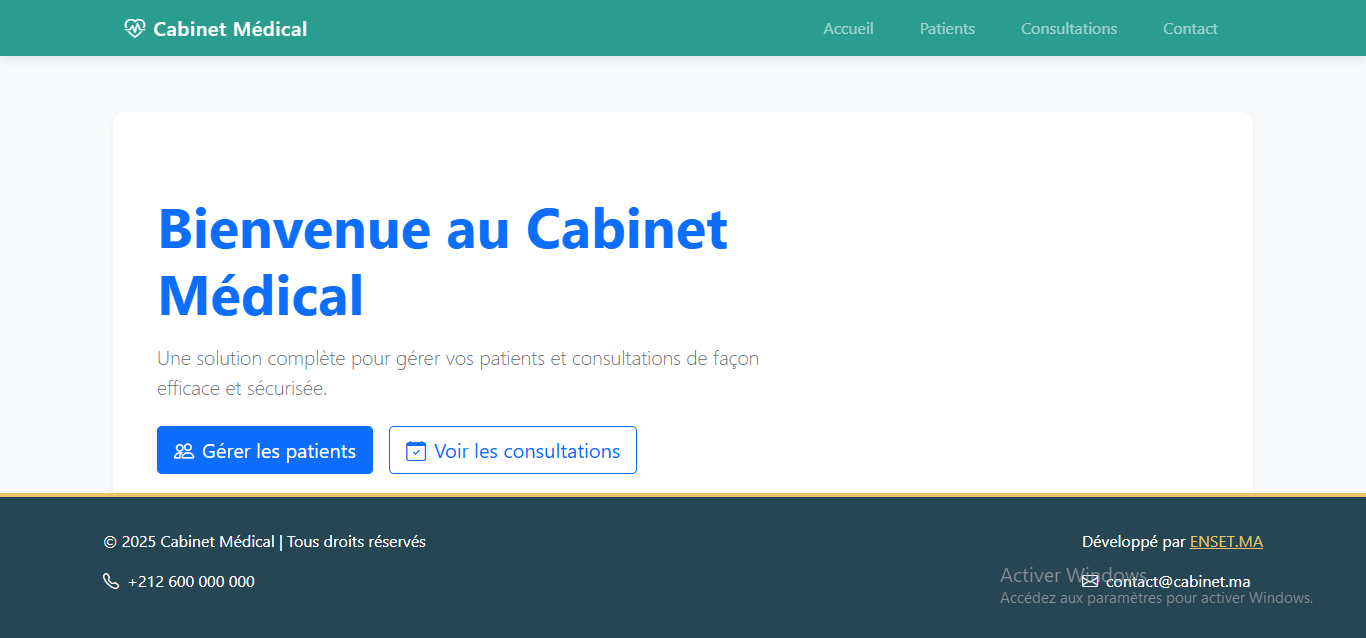 Cabinet Médical
Accueil
Patients
Consultations
Contact
Bienvenue au Cabinet
Médical
Une solution complète pour gérer vos patients et consultations de façon
efficace et sécurisée.
Gérer les patients
Voir les consultations
© 2025 Cabinet Médical | Tous droits réservés
Développé par ENSET.MA
+212 600 000 000
contact@cabinet.ma
Activer Windows
Accédez aux paramètres pour activer Windows.